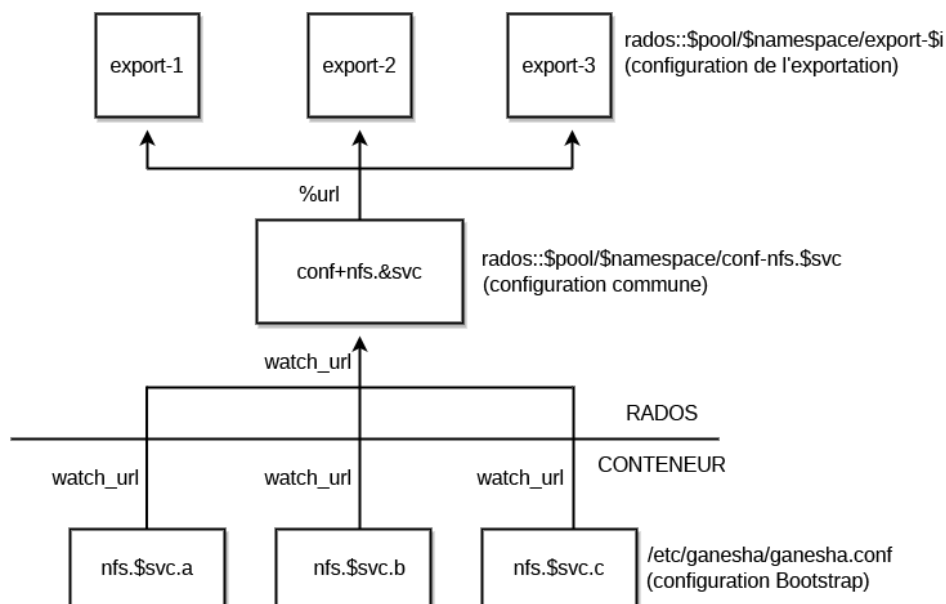 rados::$pool/$namespace/export-$i
(configuration de l'exportation)
export-1
export-2
export-3
%url
conf+nfs.&svc
rados::$pool/$namespace/conf-nfs.$svc
(configuration commune)
watch_url
RADOS
CONTENEUR
watch_url
watch_url
watch_url
nfs.$svc.a
nfs.$svc.b
nfs.$svc.c
/etc/ganesha/ganesha.conf
(configuration Bootstrap)